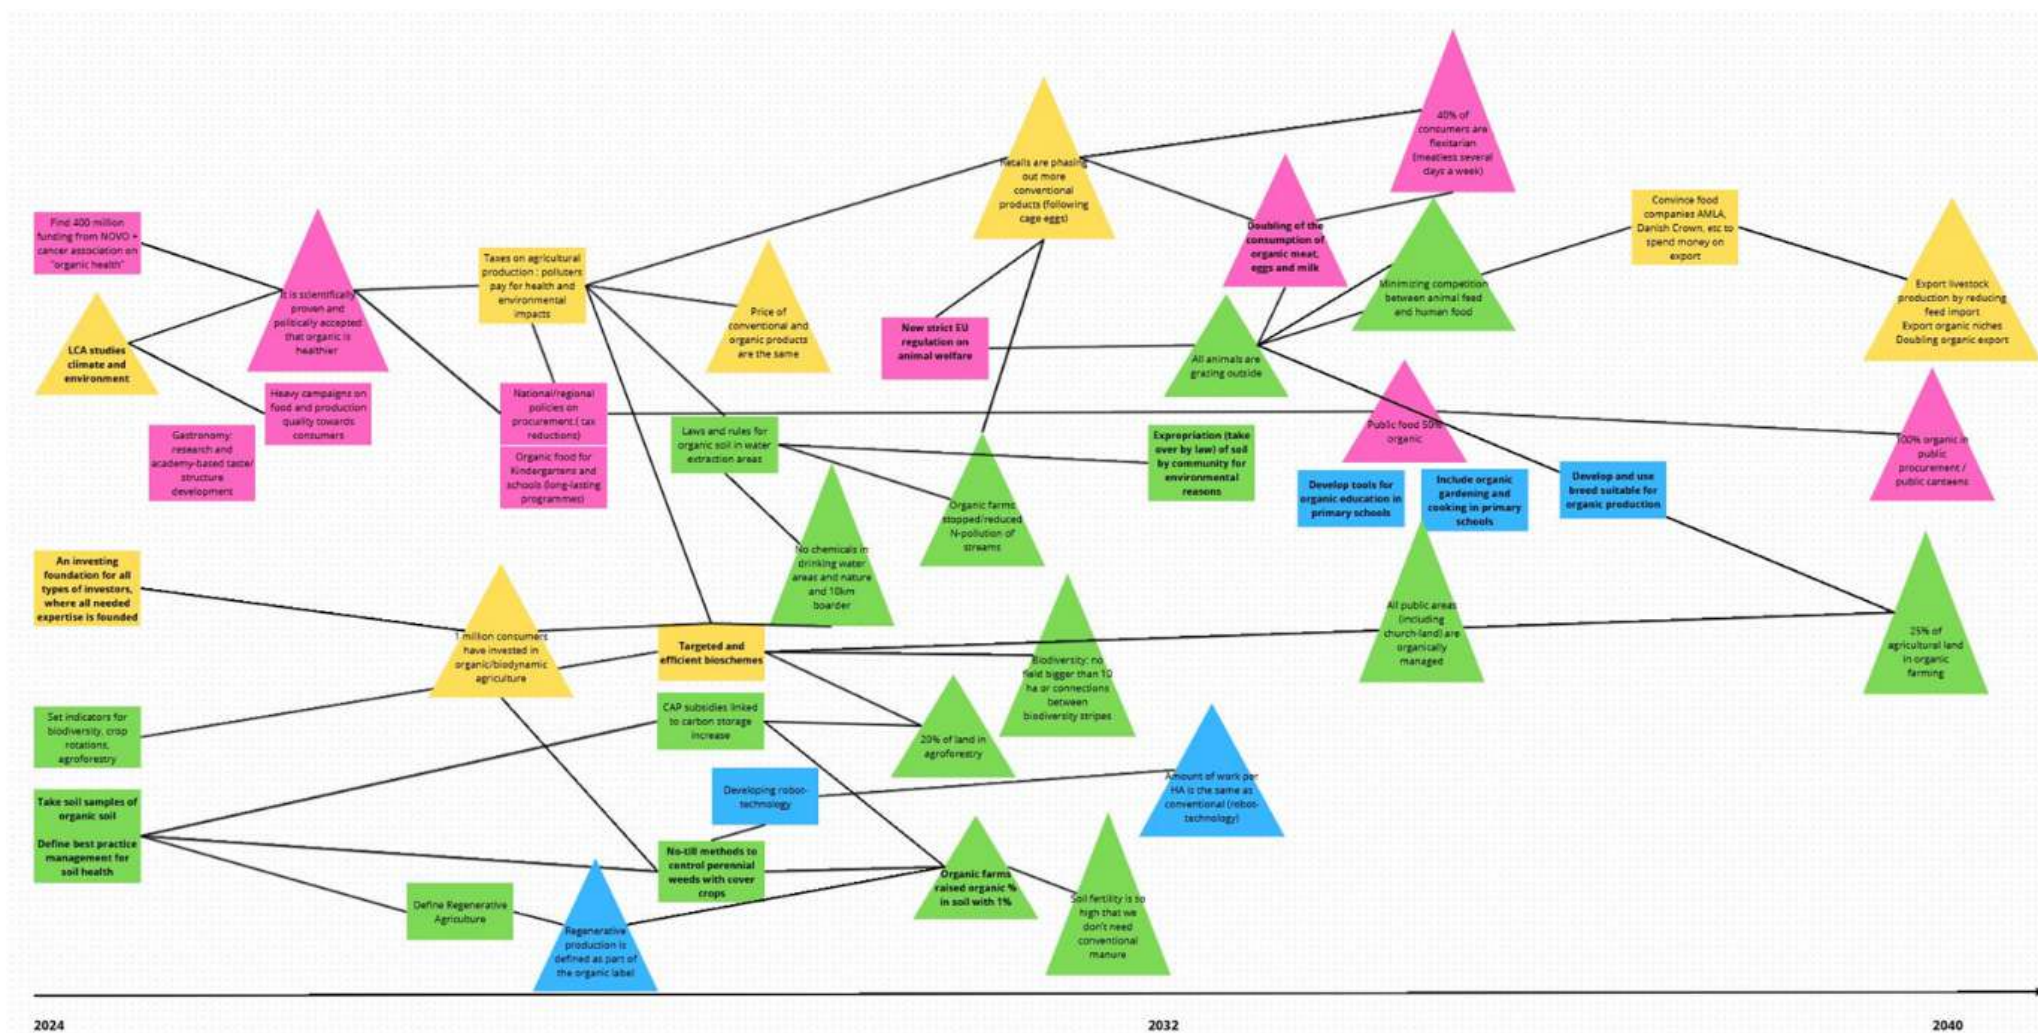 40% of
consumers are
flexitarian
(meatless several
days a week)
Retails are phasing
out more
conventional
products (following
cage eggs)
Convince food
companies AMLA,
Danish Crown, etc to
spend money on
export
Find 400 million
funding from NOVO +
cancer association on
"organic health"
Doubling of the
consumption of
organic meat,
eggs and milk
Taxes on agricultural
production : polluters
pay for health and
environmental
impacts
It is scientifically
proven and
politically accepted
that organic is
healthier
Minimizing competition
between animal feed
and human food
Export livestock
production by reducing
feed import
Export organic niches
Doubling organic export
Price of
conventional and
organic products
are the same
New strict EU
regulation on
animal welfare
LCA studies
climate and
environment
All animals are
grazing outside
Heavy campaigns on
food and production
quality towards
consumers
National/regional
policies on
procurement.( tax
reductions)
Gastronomy:
research and
academy-based taste/
structure
development
Organic food for
Kindergartens and
schools (long-lasting
programmes)
Laws and rules for
organic soil in water
extraction areas
Expropriation (take
over by law) of soil
by community for
environmental
reasons
Public food 50%
organic
100% organic in
public
procurement /
public canteens
Develop tools for
organic education in
primary schools
Include organic
gardening and
cooking in primary
schools
Develop and use
breed suitable for
organic production
Organic farms
stopped/reduced
N-pollution of
streams
No chemicals in
drinking water
areas and nature
and 10km
boarder
An investing
foundation for all
types of investors,
where all needed
expertise is founded
1 million consumers
have invested in
organic/biodynamic
agriculture
Targeted and
efficient bioschemes
Biodiversity: no
field bigger than 10
ha or connections
between
biodiversity stripes
All public areas
(including
church-land) are
organically
managed
25% of
agricultural land
in organic
farming
Set indicators for
biodiversity, crop
rotations,
agroforestry
CAP subsidies linked
to carbon storage
increase
20% of land in
agroforestry
Developing robot-
technology
Amount of work per
HA is the same as
conventional (robot-
technology)
Take soil samples of
organic soil
Define best practice
management for
soil health
No-till methods to
control perennial
weeds with cover
crops
Organic farms
raised organic %
in soil with 1%
Soil fertility is so
high that we
don't need
conventional
manure
Define Regenerative
Agriculture
Regenerative
production is
defined as part of
the organic label
2024
2032
2040